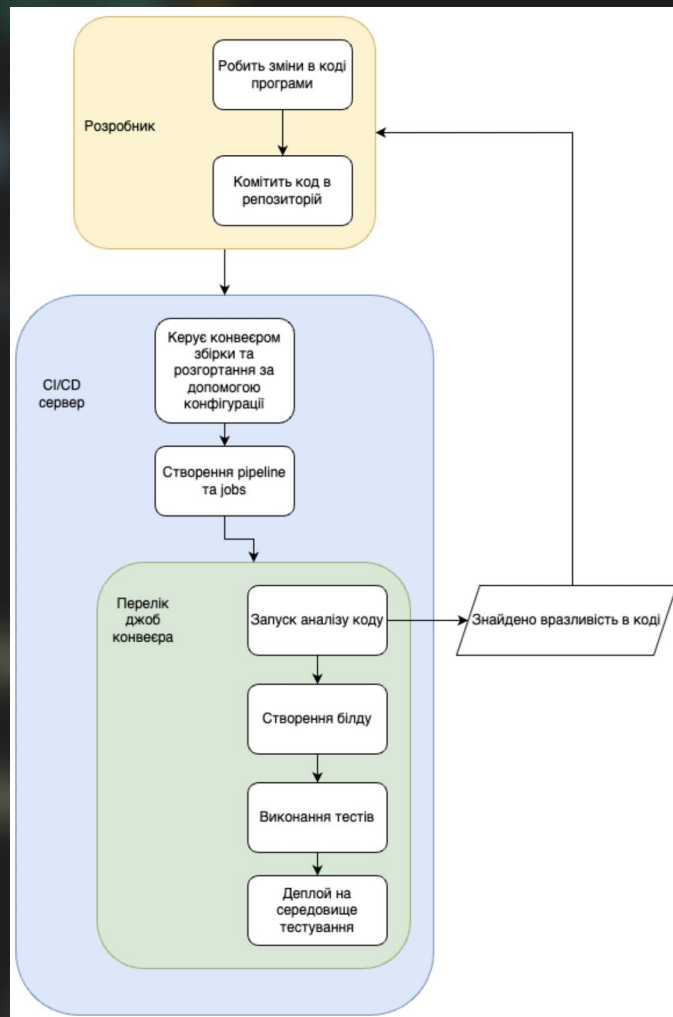 Робить зміни в коді
програми
Розробник
Комітить код в
репозиторій
Керує конвеєром
збірки та
розгортання за
допомогою
конфігурації
CI/CD
сервер
Створення pipeline
та jobs
Перелік
джоб
конвеєра
Запуск аналізу коду
Знайдено вразливість в коді
Створення білду
Виконання тестів
Деплой на
середовище
тестування